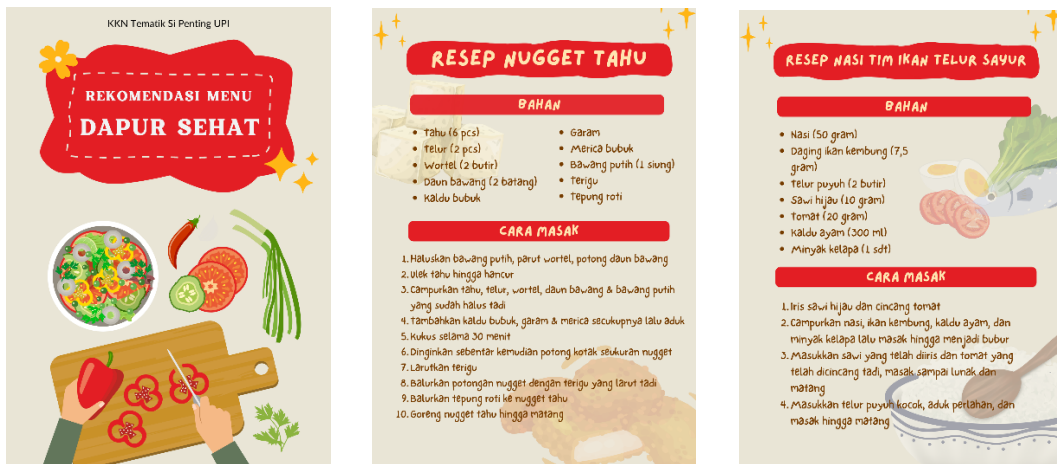 KKN Tematik Si Penting UPI
REKOMENDASI MENU
DAPUR SEHAT
RESEP NUGGET TAHU
BAHAN
Tahu (6 pcs)
Telur (2 pcs)
Wortel (2 butir)
Daun bawang (2 batang)
Kaldu bubuk
Garam
Merica bubuk
Bawang putih (1 siung)
Terigu
Tepung roti
CARA MASAK
1. Haluskan bawang putih, parut wortel, potong daun bawang
2. Ulek tahu hingga hancur
3. Campurkan tahu, telur, wortel, daun bawang & bawang putih
yang sudah halus tadi
4. Tambahkan kaldu bubuk, garam & merica secukupnya lalu aduk
5. Kukus selama 30 menit
6. Dinginkan sebentar kemudian potong kotak seukuran nugget
7. Larutkan terigu
8. Balurkan potongan nugget dengan terigu yang larut tadi
9. Balurkan tepung roti ke nugget tahu
10. Goreng nugget tahu hingga matang
RESEP NASI TIM IKAN TELUR SAYUR
BAHAN
Nasi (50 gram)
Daging ikan kembung (7,5
gram)
Telur puyuh (2 butir)
Sawi hijau (10 gram)
Tomat (20 gram)
Kaldu ayam (300 ml)
Minyak kelapa (1 sdt)
CARA MASAK
1. Iris sawi hijau dan cincang tomat
2. Campurkan nasi, ikan kembung, kaldu ayam, dan
minyak kelapa lalu masak hingga menjadi bubur
3. Masukkan sawi yang telah diiris dan tomat yang
telah dicincang tadi, masak sampai lunak dan
matang
4. Masukkan telur puyuh kocok, aduk perlahan, dan
masak hingga matang